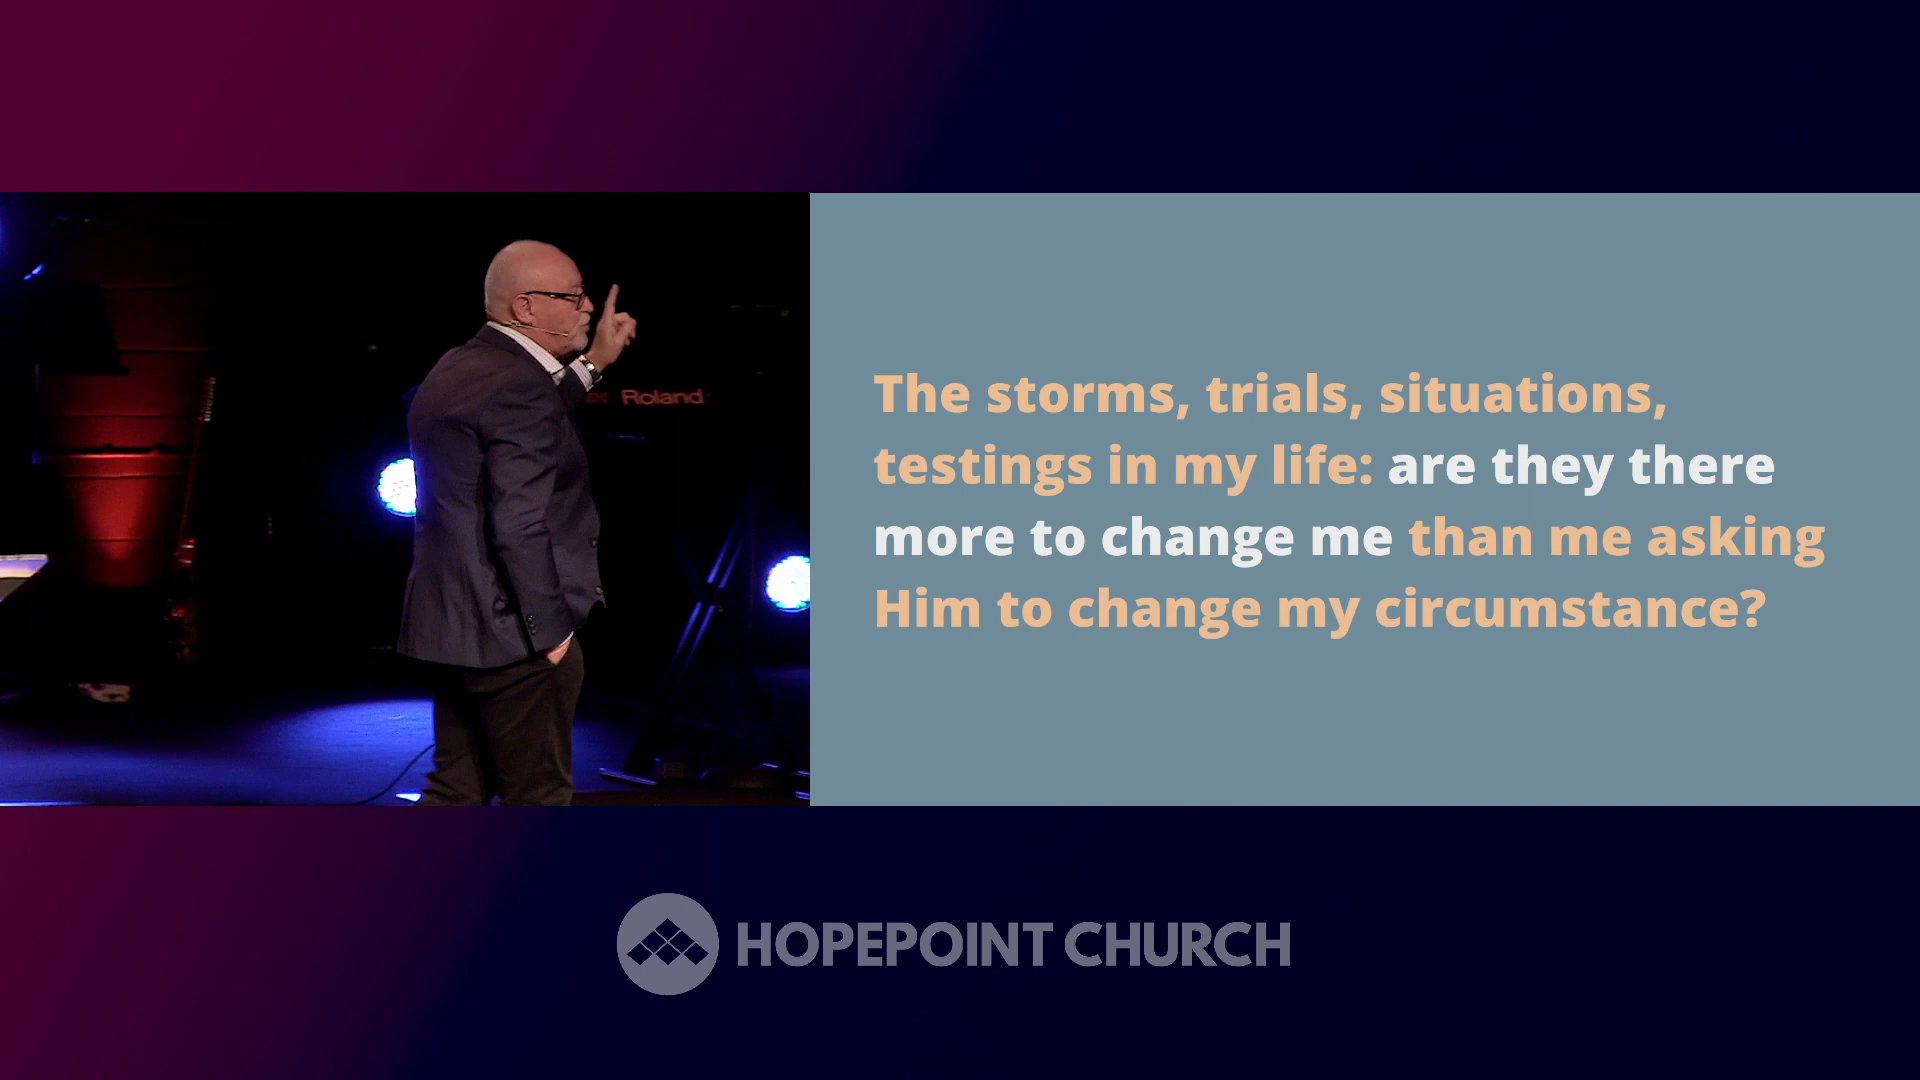 Roland
The storms, trials, situations,
testings in my life: are they there
more to change me than me asking
Him to change my circumstance?
HOPEPOINT CHURCH